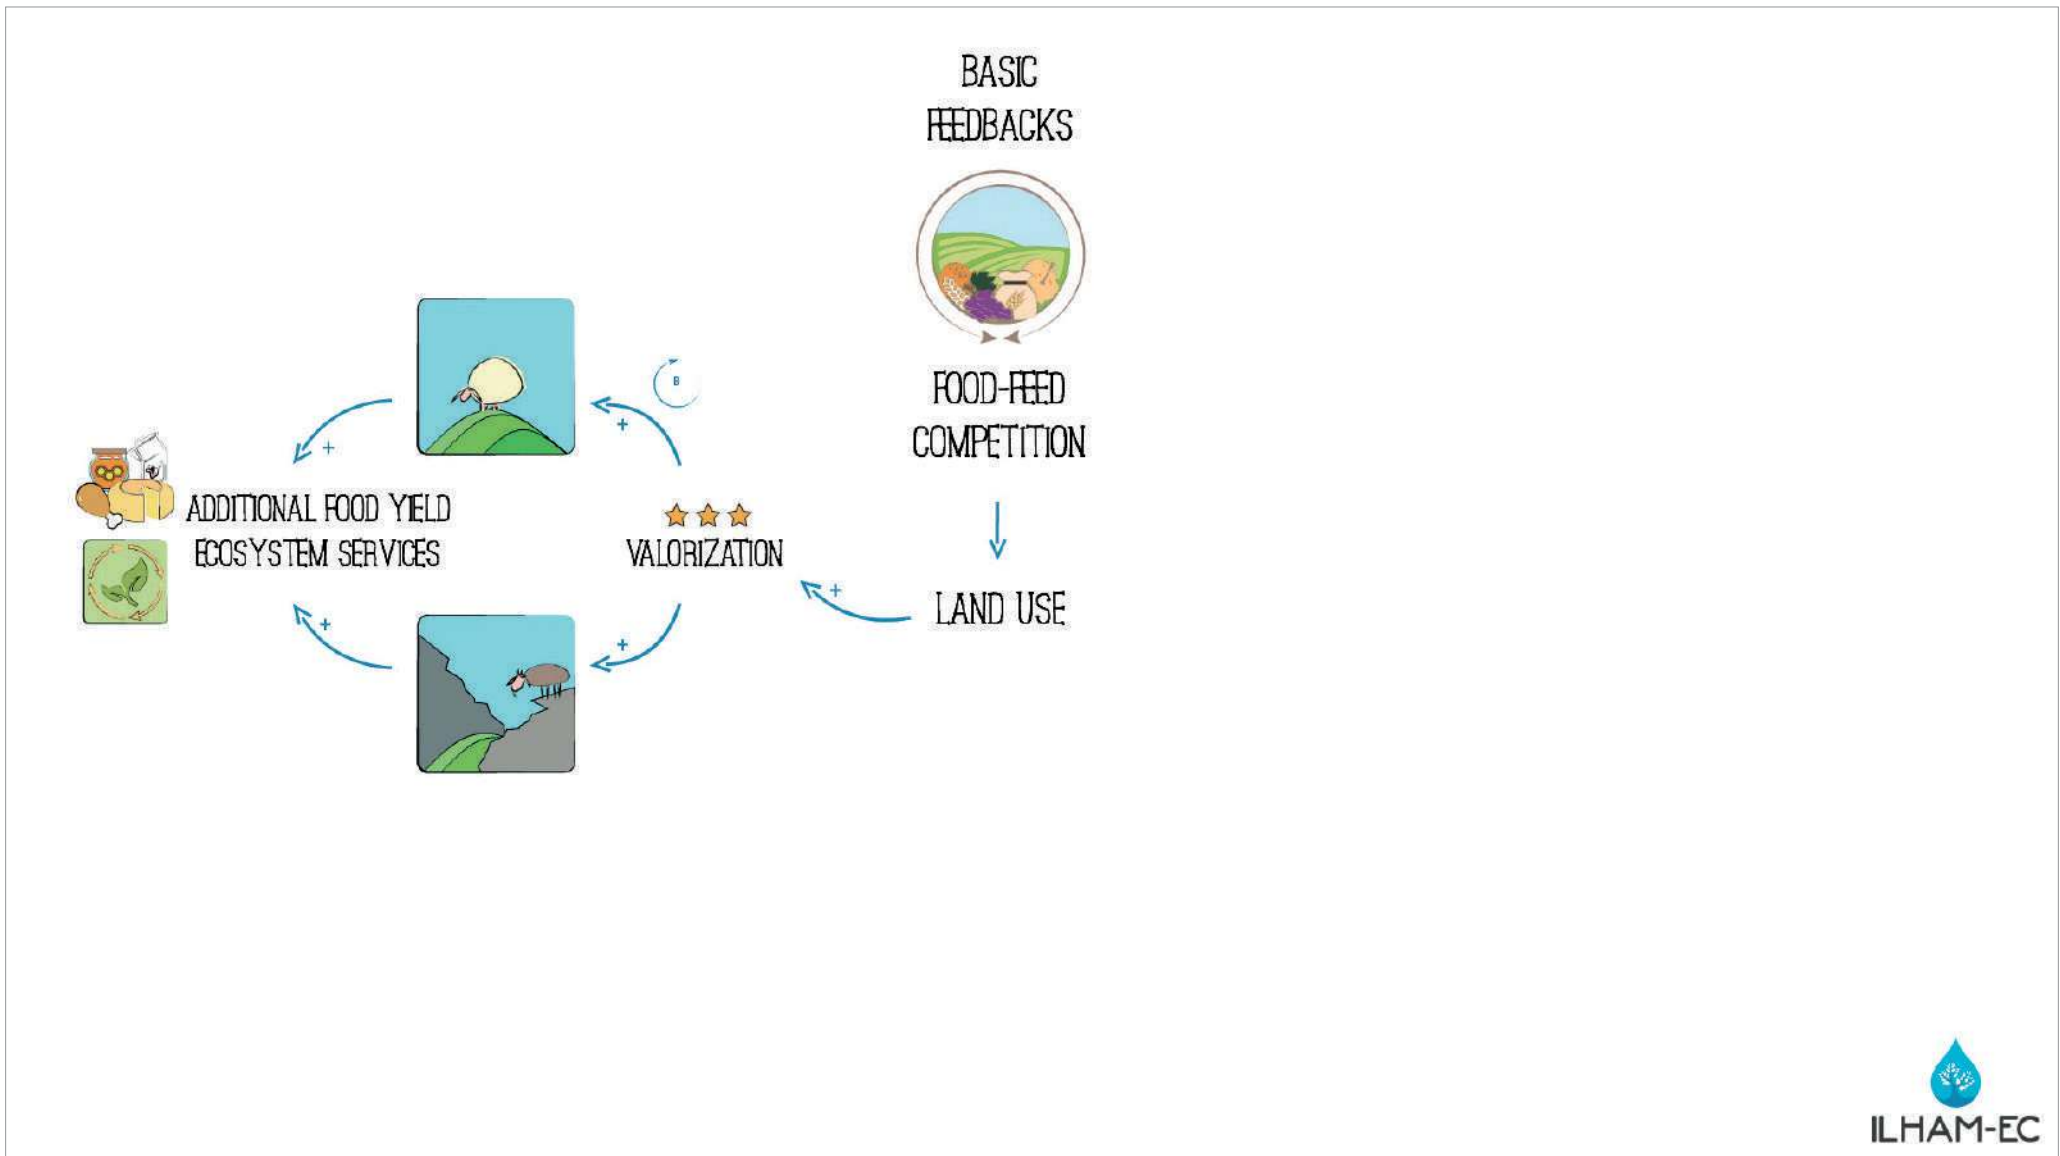 BASIC
FEEDBACKS
FOOD-FEED
COMPETITION
LAND USE
+
VALORIZATION
+
+
B
+
+
ADDITIONAL FOOD YIELD
ECOSYSTEM SERVICES
ILHAM-EC